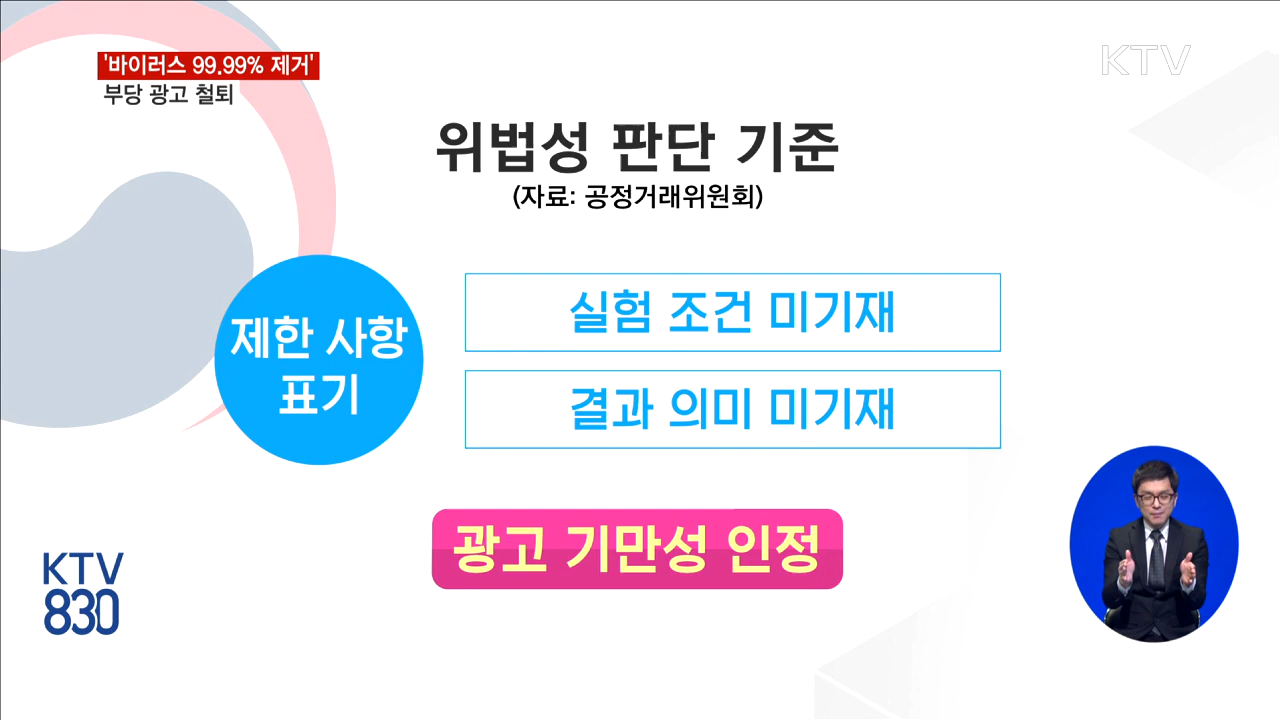 '바이러스 99.99% 제거'
부당 광고 철퇴
KTV
위법성 판단 기준
(자료: 공정거래위원회)
제한 사항
표기
실험 조건 미기재
결과 의미 미기재
광고 기만성 인정
KTV
830